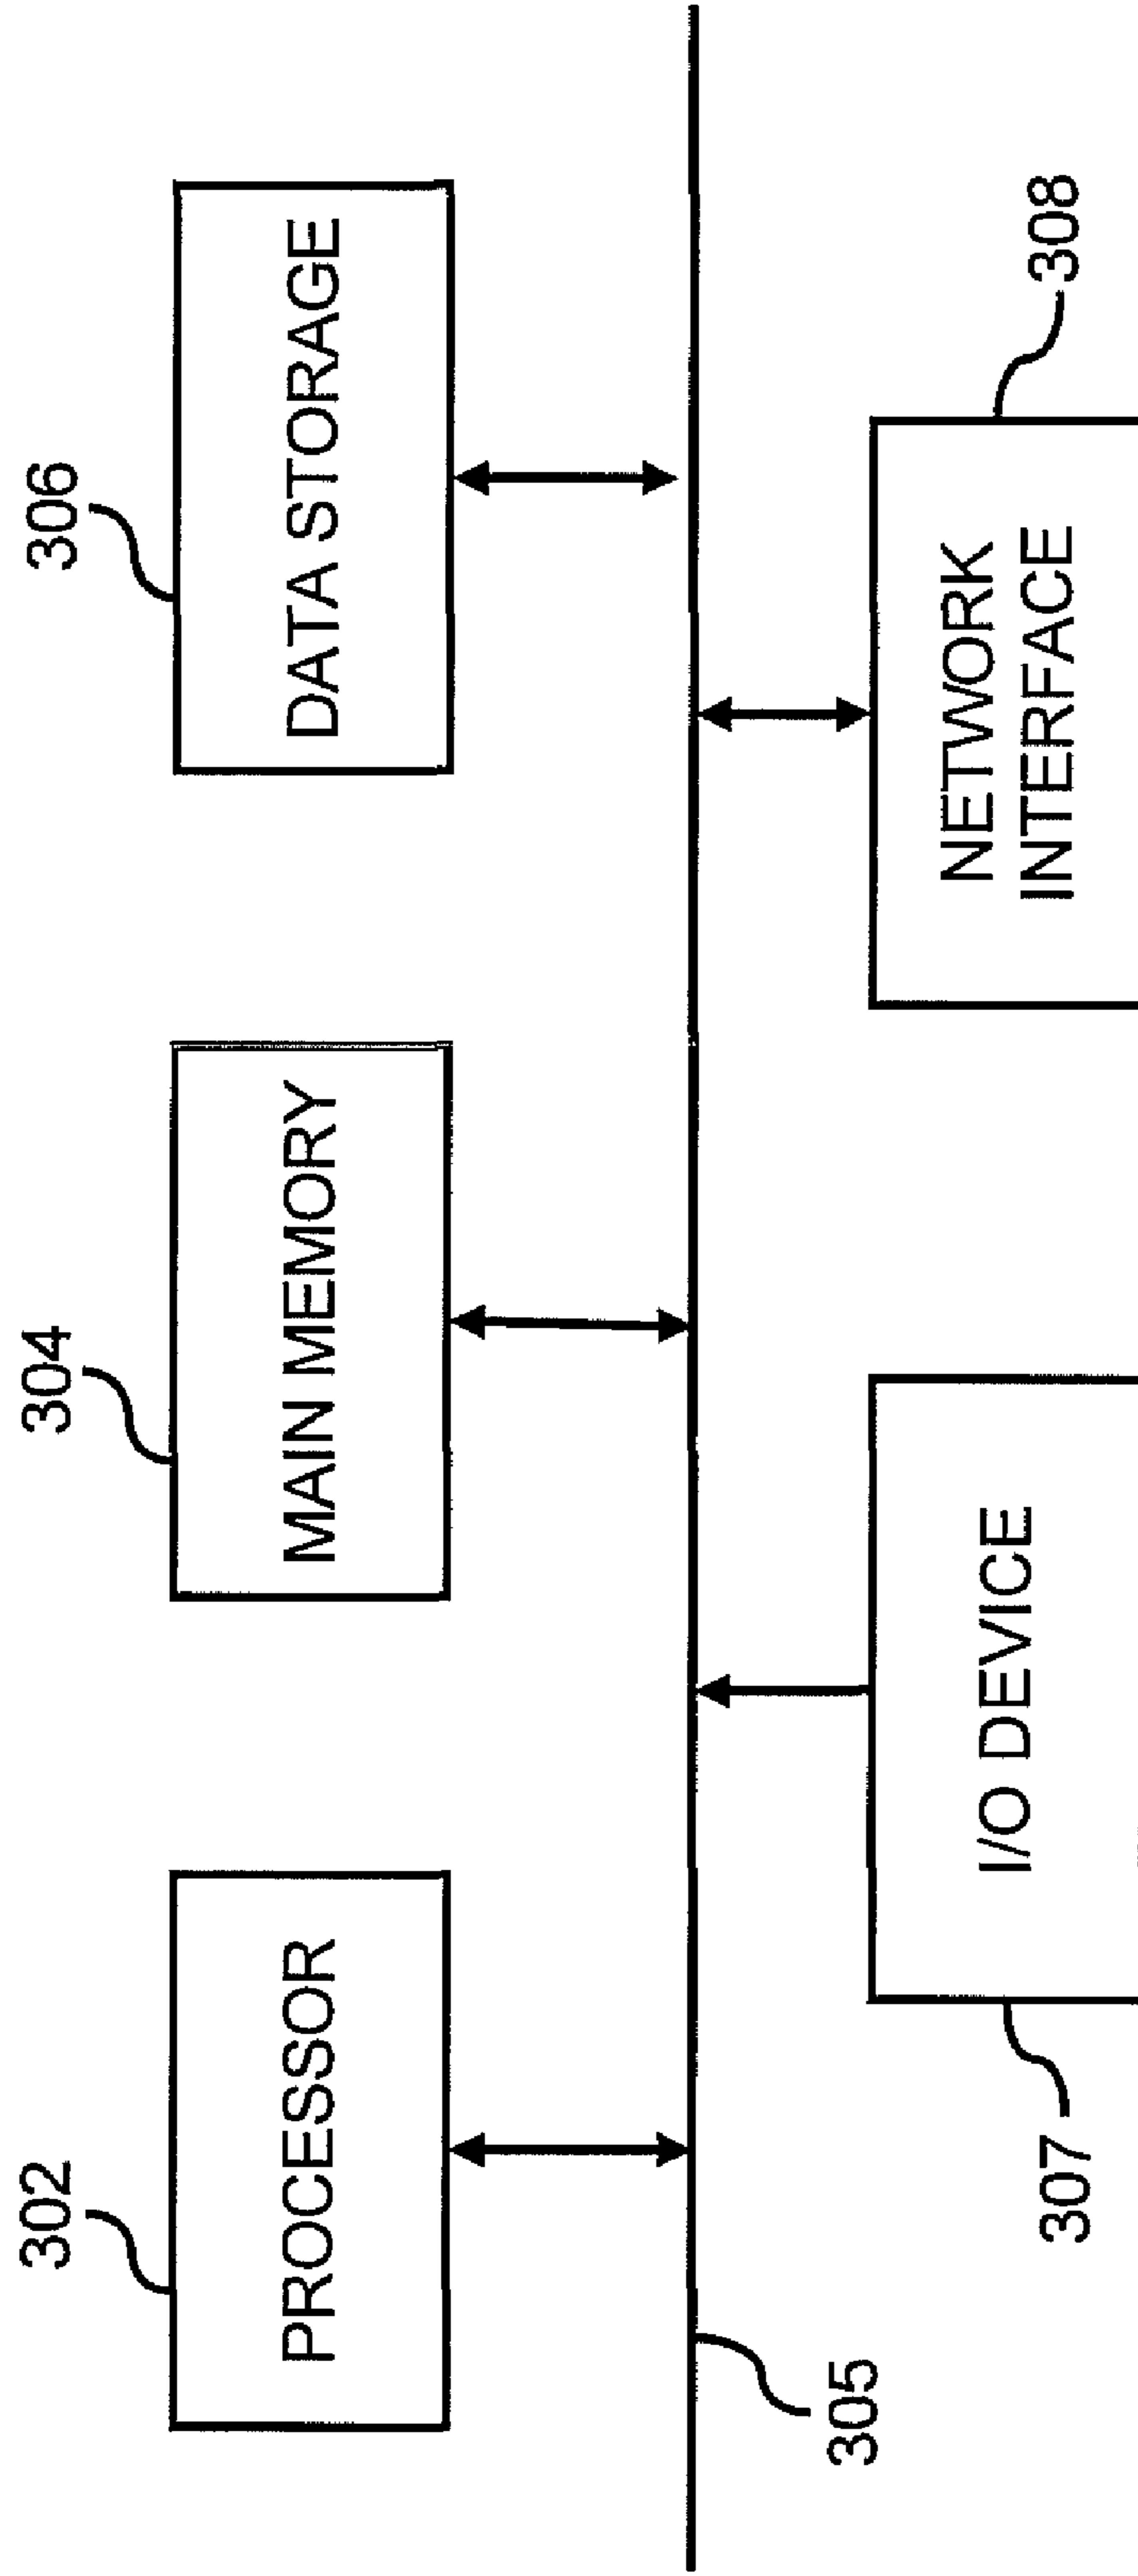 302
304
306
PROCESSOR
MAIN MEMORY
DATA STORAGE
305
307
I/O DEVICE
NETWORK
INTERFACE
308